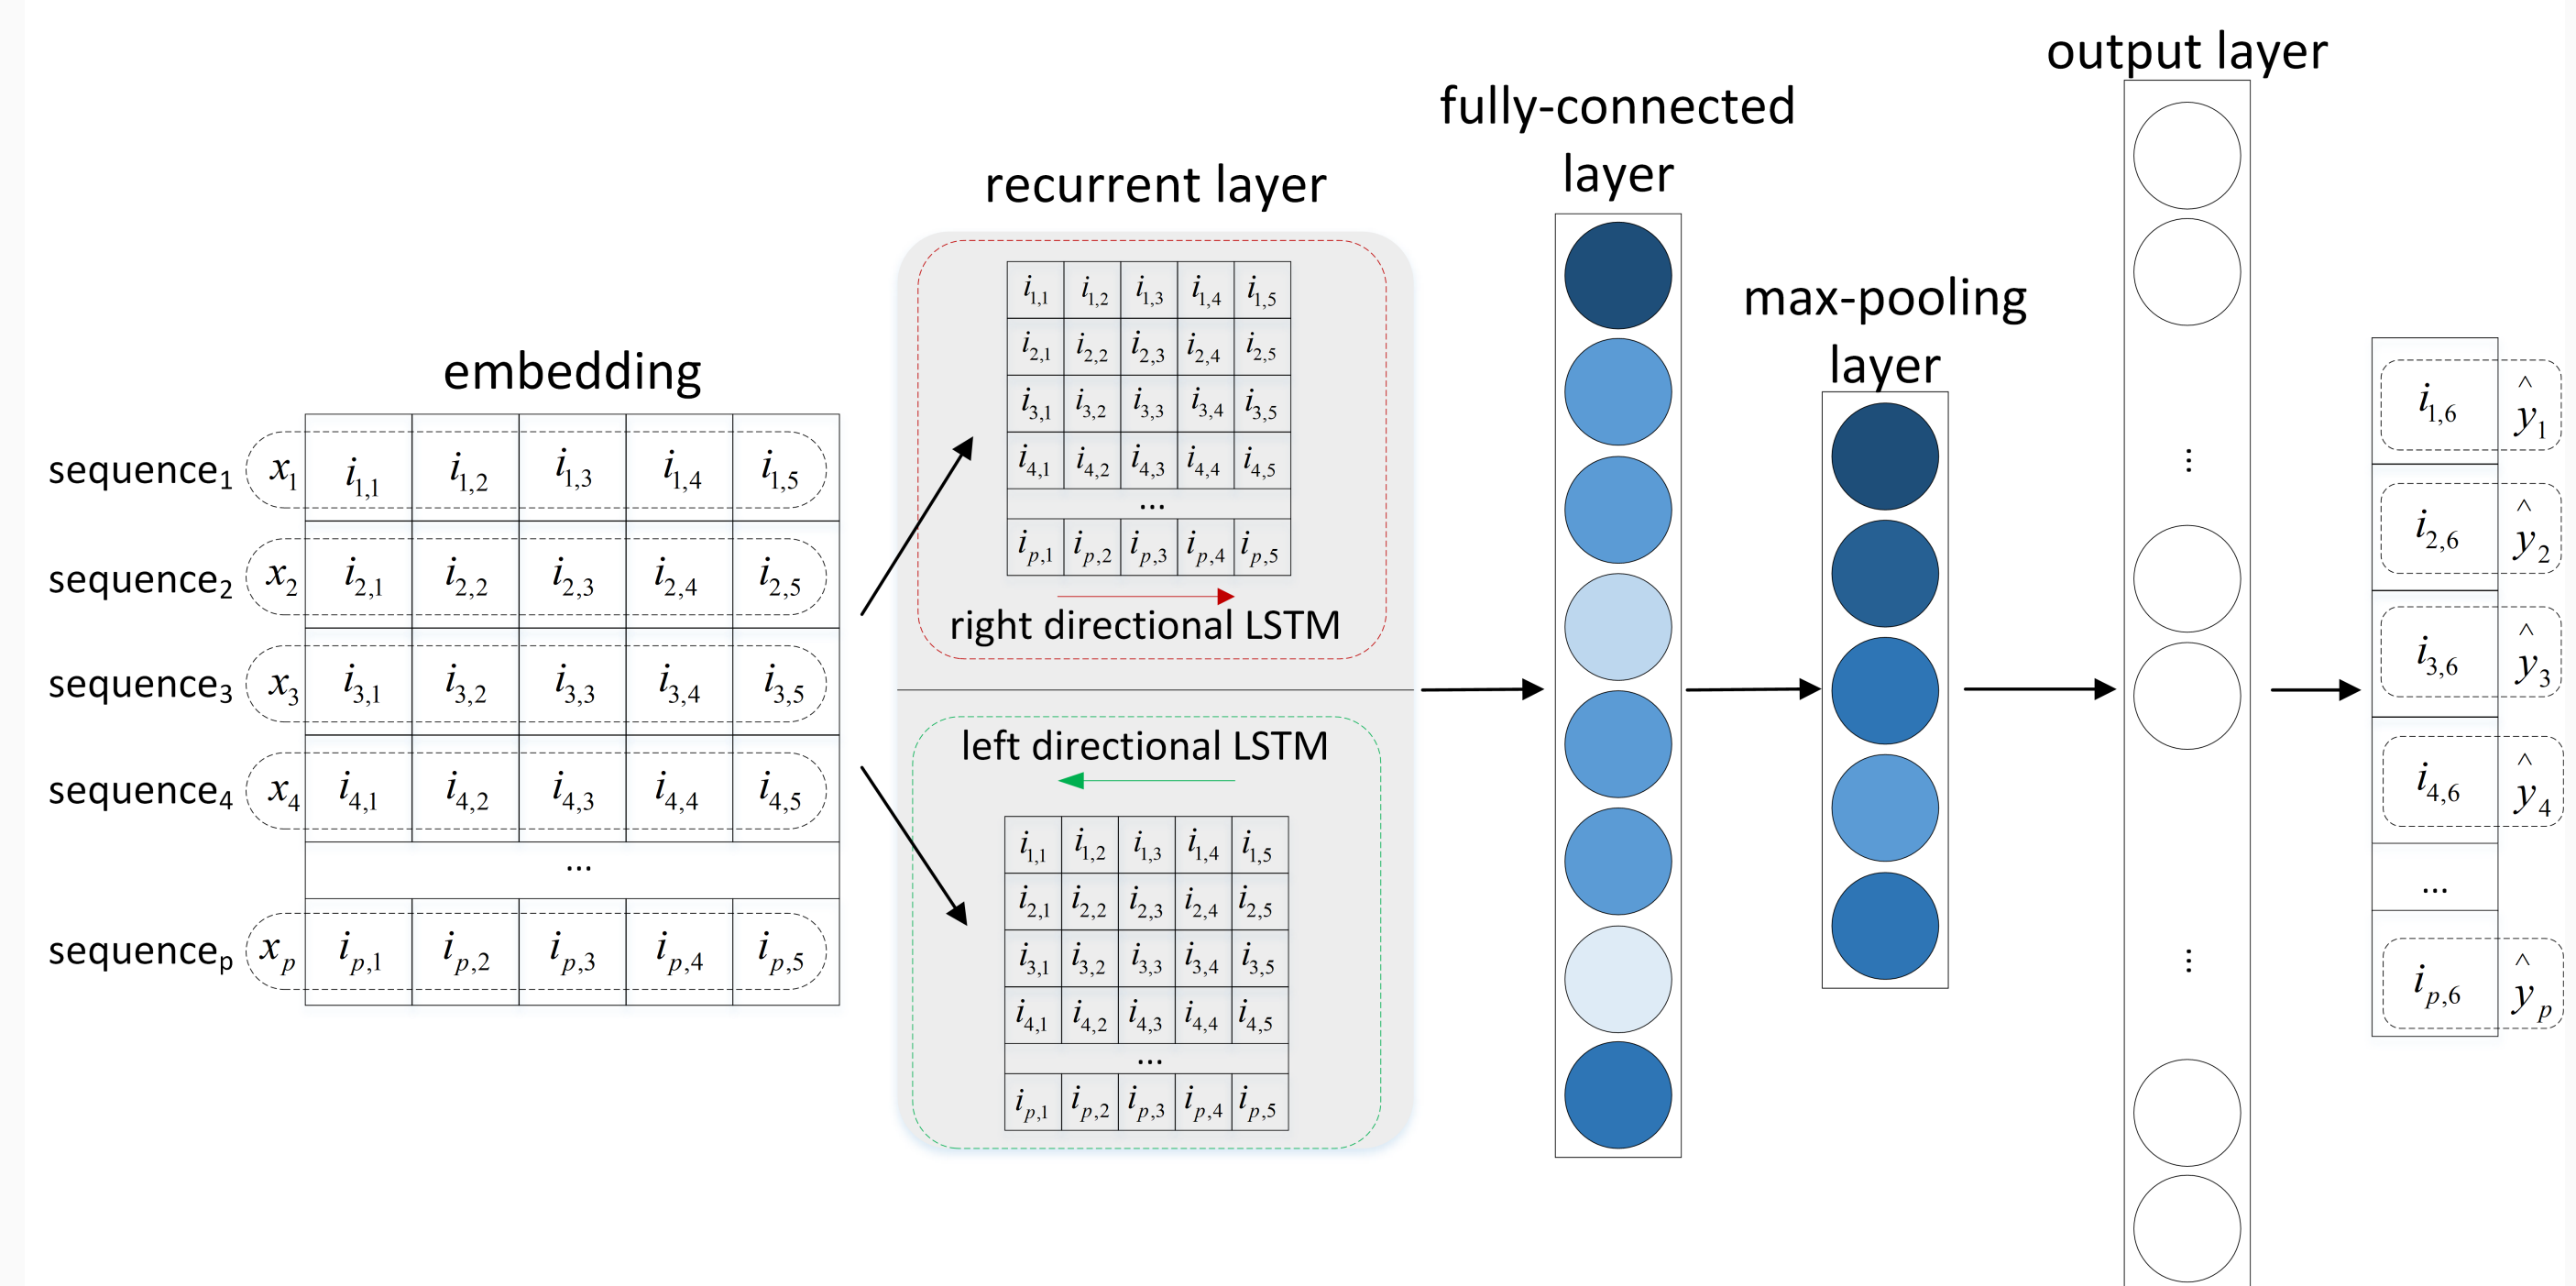 embedding
sequence₁ x₁ i₁,₁ i₁,₂ i₁,₃ i₁,₄ i₁,₅
sequence₂ x₂ i₂,₁ i₂,₂ i₂,₃ i₂,₄ i₂,₅
sequence₃ x₃ i₃,₁ i₃,₂ i₃,₃ i₃,₄ i₃,₅
sequence₄ x₄ i₄,₁ i₄,₂ i₄,₃ i₄,₄ i₄,₅
...
sequenceₚ xₚ iₚ,₁ iₚ,₂ iₚ,₃ iₚ,₄ iₚ,₅
recurrent layer
i₁,₁ i₁,₂ i₁,₃ i₁,₄ i₁,₅
i₂,₁ i₂,₂ i₂,₃ i₂,₄ i₂,₅
i₃,₁ i₃,₂ i₃,₃ i₃,₄ i₃,₅
i₄,₁ i₄,₂ i₄,₃ i₄,₄ i₄,₅
...
iₚ,₁ iₚ,₂ iₚ,₃ iₚ,₄ iₚ,₅
right directional LSTM
left directional LSTM
i₁,₁ i₁,₂ i₁,₃ i₁,₄ i₁,₅
i₂,₁ i₂,₂ i₂,₃ i₂,₄ i₂,₅
i₃,₁ i₃,₂ i₃,₃ i₃,₄ i₃,₅
i₄,₁ i₄,₂ i₄,₃ i₄,₄ i₄,₅
...
iₚ,₁ iₚ,₂ iₚ,₃ iₚ,₄ iₚ,₅
fully-connected
layer
max-pooling
layer
output layer
⋮
⋮
i₁,₆ ŷ₁
i₂,₆ ŷ₂
i₃,₆ ŷ₃
i₄,₆ ŷ₄
...
iₚ,₆ ŷₚ